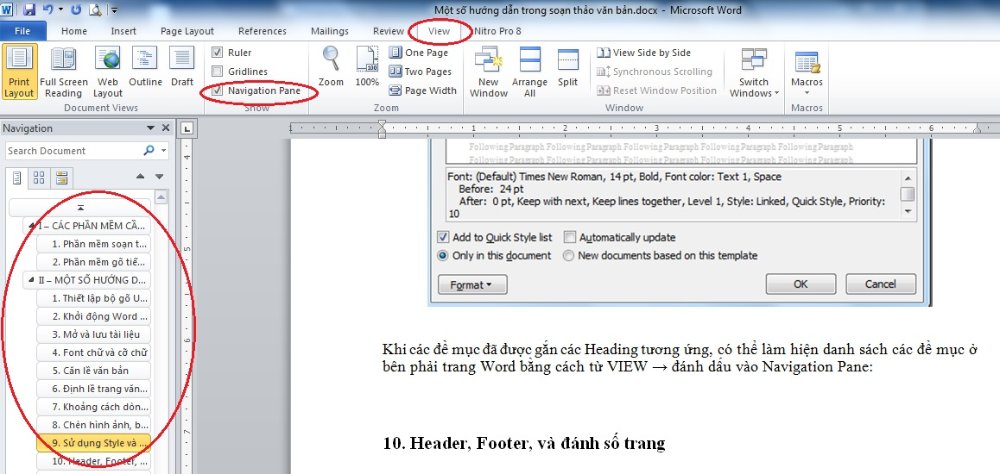 Một số hướng dẫn trong soạn thảo văn bản.docx - Microsoft Word
File Home Insert Page Layout References Mailings Review View Nitro Pro 8
Print Layout
Full Screen Reading
Web Layout
Outline
Draft
Document Views
Ruler
Gridlines
Navigation Pane
Show
Zoom
100%
One Page
Two Pages
Page Width
Zoom
New Window
Arrange All
Split
View Side by Side
Synchronous Scrolling
Reset Window Position
Window
Switch Windows
Macros
Macros
Navigation
Search Document
I – CÁC PHẦN MỀM CẦ...
1. Phần mềm soạn t...
2. Phần mềm gõ tiế...
II – MỘT SỐ HƯỚNG D...
1. Thiết lập bộ gõ U...
2. Khởi động Word ...
3. Mở và lưu tài liệu
4. Font chữ và cỡ chữ
5. Căn lề văn bản
6. Định lề trang văn...
7. Khoảng cách dòn...
8. Chèn hình ảnh, b...
9. Sử dụng Style và ...
10. Header, Footer, ...
1 1 2 3 4 5 6
4
5
6
7
Following Paragraph Following Paragraph Following Paragraph Following Paragraph
Following Paragraph Following Paragraph Following Paragraph Following Paragraph
Font: (Default) Times New Roman, 14 pt, Bold, Font color: Text 1, Space
Before: 24 pt
After: 0 pt, Keep with next, Keep lines together, Level 1, Style: Linked, Quick Style, Priority:
10
Add to Quick Style list Automatically update
Only in this document New documents based on this template
Format OK Cancel
Khi các đề mục đã được gắn các Heading tương ứng, có thể làm hiện danh sách các đề mục ở
bên phải trang Word bằng cách từ VIEW → đánh dấu vào Navigation Pane:
10. Header, Footer, và đánh số trang